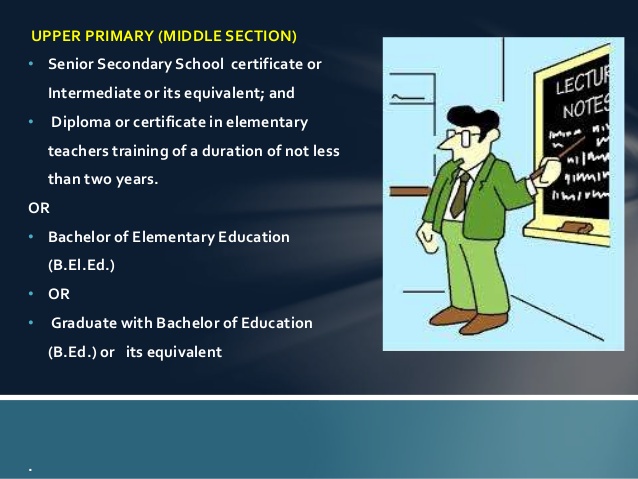 UPPER PRIMARY (MIDDLE SECTION)
• Senior Secondary School certificate or
Intermediate or its equivalent; and
• Diploma or certificate in elementary
teachers training of a duration of not less
than two years.
OR
• Bachelor of Elementary Education
(B.El.Ed.)
• OR
• Graduate with Bachelor of Education
(B.Ed.) or its equivalent
LECTURE
NOTES
.